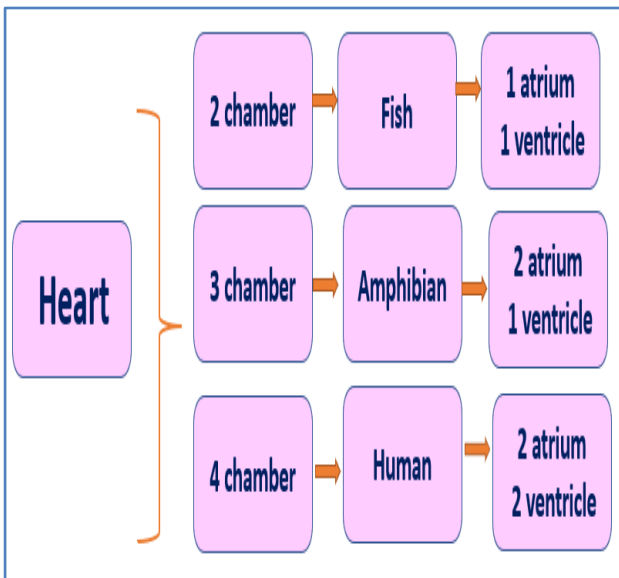 Heart
2 chamber
Fish
1 atrium
1 ventricle
3 chamber
Amphibian
2 atrium
1 ventricle
4 chamber
Human
2 atrium
2 ventricle